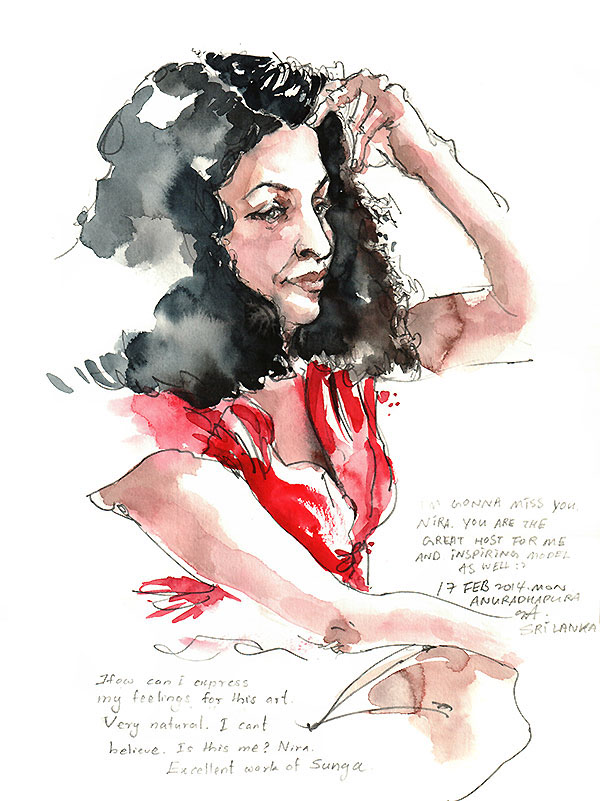 I'M GONNA MISS YOU
NIRA. YOU ARE THE
GREAT HOST FOR ME
AND INSPIRING MODEL
AS WELL :)
17 FEB 2014. MON
ANURADHAPURA
SRI LANKA
How can i express
my feelings for this art.
Very natural. I cant
believe. Is this me? Nira.
Excellent work of Sunga.